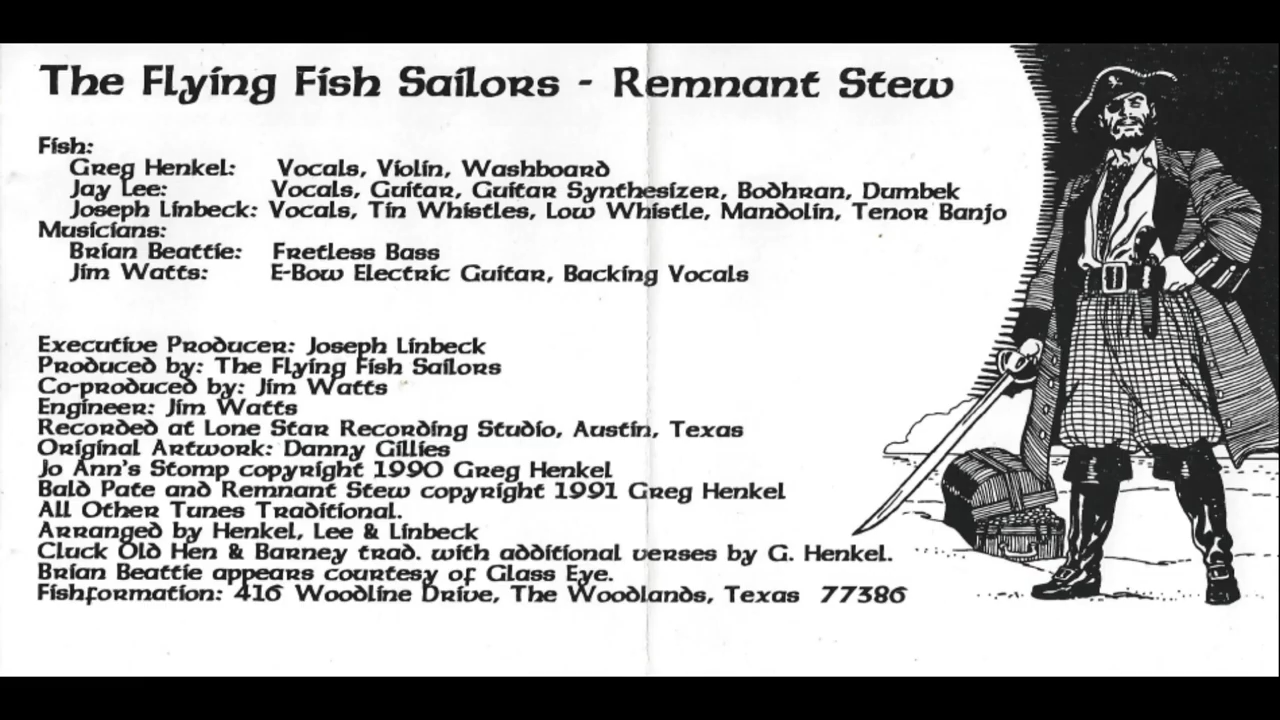 The Flying Fish Sailors - Remnant Stew
Fish:
Greg Henkel: Vocals, Violin, Washboard
Jay Lee: Vocals, Guitar, Guitar Synthesizer, Bodhran, Dumbek
Joseph Linbeck: Vocals, Tin Whistles, Low Whistle, Mandolin, Tenor Banjo
Musicians:
Brian Beattie: Fretless Bass
Jim Watts: E-Bow Electric Guitar, Backing Vocals
Executive Producer: Joseph Linbeck
Produced by: The Flying Fish Sailors
Co-produced by: Jim Watts
Engineer: Jim Watts
Recorded at Lone Star Recording Studio, Austin, Texas
Original Artwork: Danny Gillies
Jo Ann's Stomp copyright 1990 Greg Henkel
Bald Pate and Remnant Stew copyright 1991 Greg Henkel
All Other Tunes Traditional.
Arranged by Henkel, Lee & Linbeck
Cluck Old Hen & Barney trad. with additional verses by G. Henkel.
Brian Beattie appears courtesy of Glass Eye.
Fishformation: 416 Woodline Drive, The Woodlands, Texas 77386